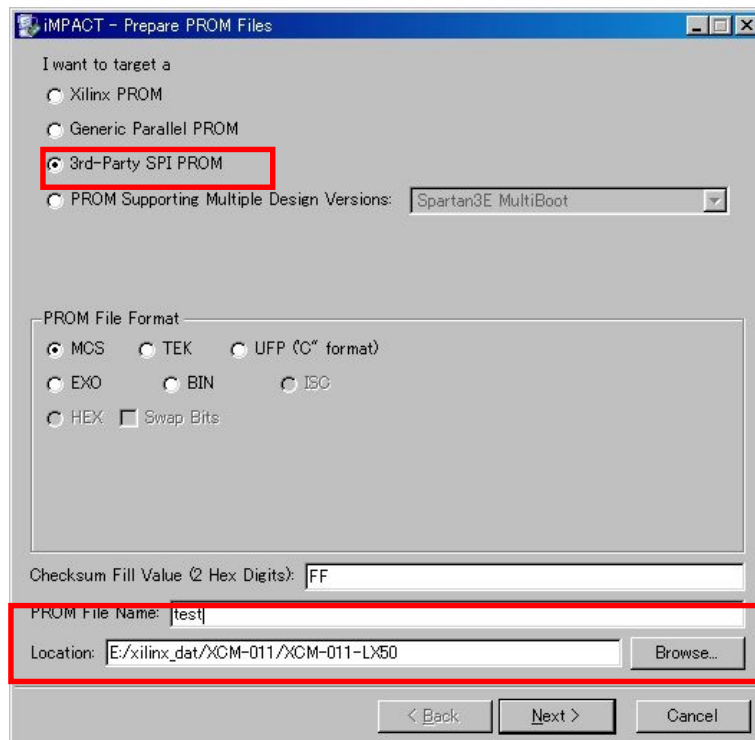 iMPACT - Prepare PROM Files
I want to target a
Xilinx PROM
Generic Parallel PROM
3rd-Party SPI PROM
PROM Supporting Multiple Design Versions: Spartan3E MultiBoot
PROM File Format
MCS TEK UFP ("C" format)
EXO BIN ISC
HEX Swap Bits
Checksum Fill Value (2 Hex Digits): FF
PROM File Name: test
Location: E:/xilinx_dat/XCM-011/XCM-011-LX50 Browse...
< Back Next > Cancel